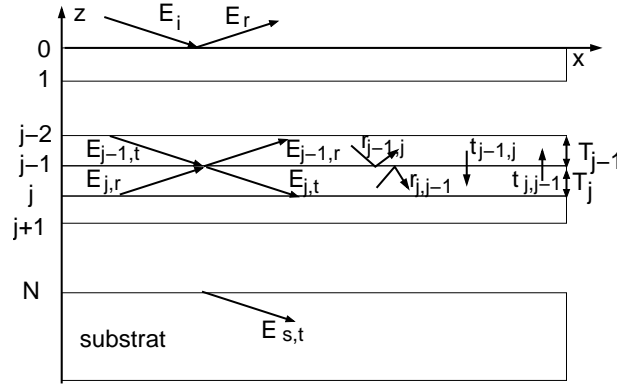 z E_i E_r
0 x
1
j−2 E_{j−1,t} E_{j−1,r} r_{j−1,j} t_{j−1,j} T_{j−1}
j−1 E_{j,r} E_{j,t} r_{j,j−1} t_{j,j−1} T_j
j
j+1
N
E_{s,t}
substrat